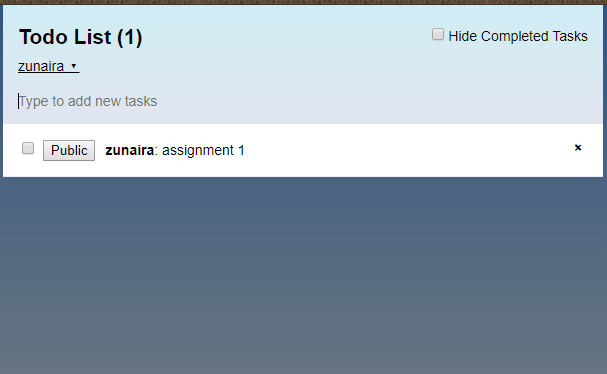 Todo List (1)
Hide Completed Tasks
zunaira ▾
Type to add new tasks
Public zunaira: assignment 1 ×